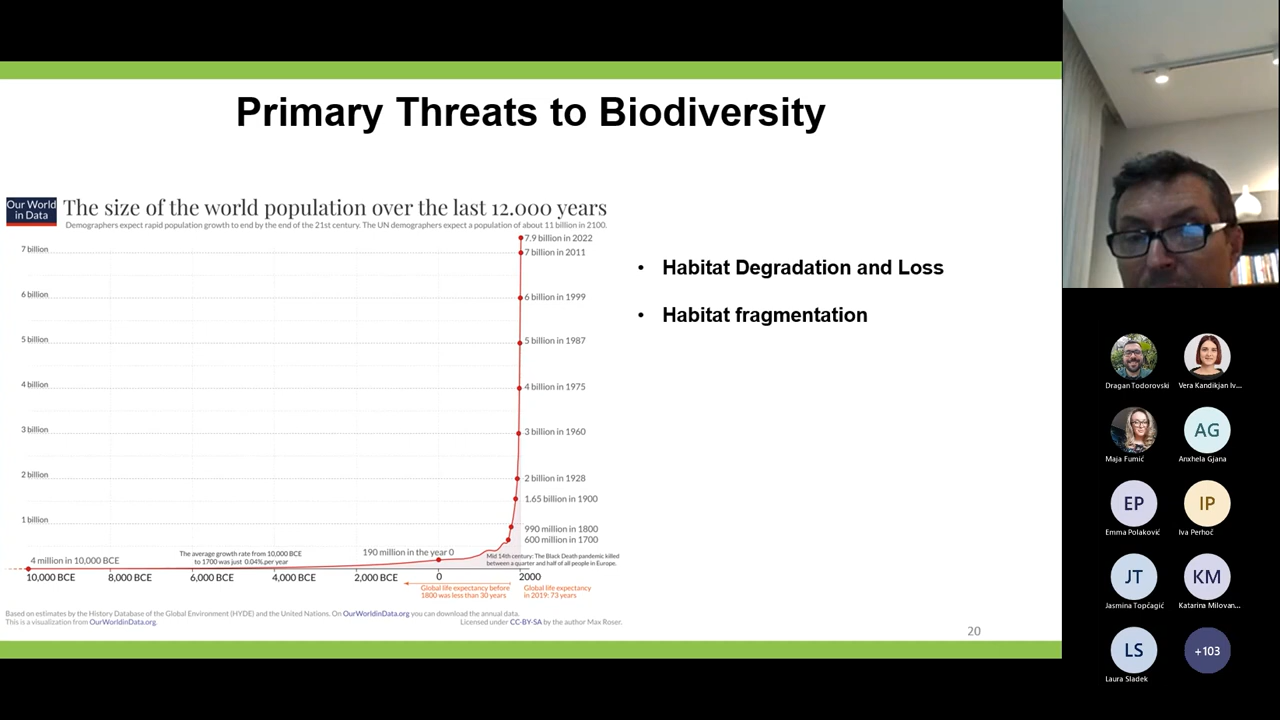 Primary Threats to Biodiversity
Our World
in Data
The size of the world population over the last 12.000 years
Demographers expect rapid population growth to end by the end of the 21st century. The UN demographers expect a population of about 11 billion in 2100.
7.9 billion in 2022
7 billion
7 billion in 2011
6 billion
6 billion in 1999
5 billion
5 billion in 1987
4 billion
4 billion in 1975
3 billion
3 billion in 1960
2 billion
2 billion in 1928
1.65 billion in 1900
1 billion
990 million in 1800
600 million in 1700
4 million in 10,000 BCE
The average growth rate from 10,000 BCE
to 1700 was just 0.04% per year
190 million in the year 0
Mid 14th century: The Black Death pandemic killed
between a quarter and half of all people in Europe.
10,000 BCE
8,000 BCE
6,000 BCE
4,000 BCE
2,000 BCE
0
2000
Global life expectancy before
1800 was less than 30 years
Global life expectancy
in 2019: 73 years
Based on estimates by the History Database of the Global Environment (HYDE) and the United Nations. On OurWorldinData.org you can download the annual data.
This is a visualization from OurWorldinData.org.
Licensed under CC-BY-SA by the author Max Roser.
• Habitat Degradation and Loss
• Habitat fragmentation
20
Dragan Todorovski
Vera Kandikjan Iv...
Maja Fumić
AG
Anxhela Gjana
EP
Emma Polaković
IP
Iva Perhoč
JT
Jasmina Topčagić
KM
Katarina Milovan...
LS
Laura Sladek
+103